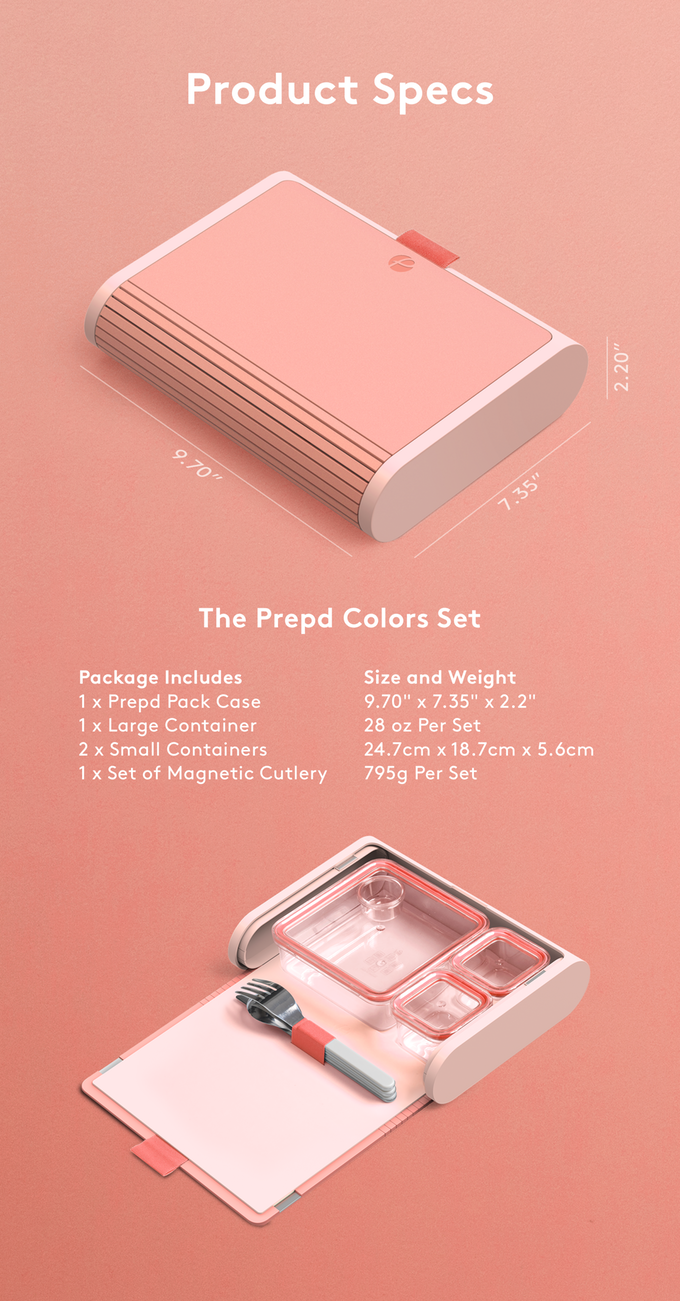 Product Specs
2.20"
9.70"
7.35"
The Prepd Colors Set
Package Includes
1 x Prepd Pack Case
1 x Large Container
2 x Small Containers
1 x Set of Magnetic Cutlery
Size and Weight
9.70" x 7.35" x 2.2"
28 oz Per Set
24.7cm x 18.7cm x 5.6cm
795g Per Set